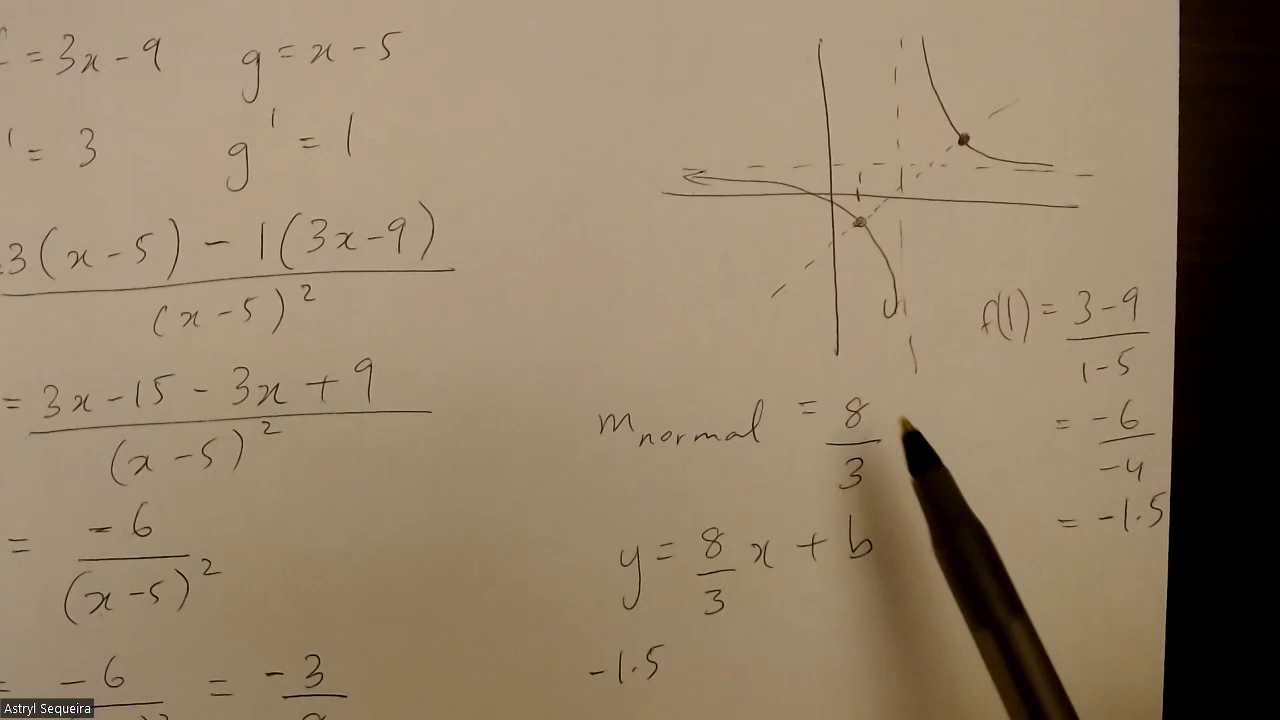 = 3x - 9 g = x - 5
' = 3 g' = 1
3(x - 5) - 1(3x - 9)
(x - 5)²
= 3x - 15 - 3x + 9
(x - 5)²
= -6
(x - 5)²
= -6 = -3
f(1) = 3 - 9
1 - 5
= -6
-4
= -1.5
m normal = 8
3
y = 8/3 x + b
-1.5
Astryl Sequeira